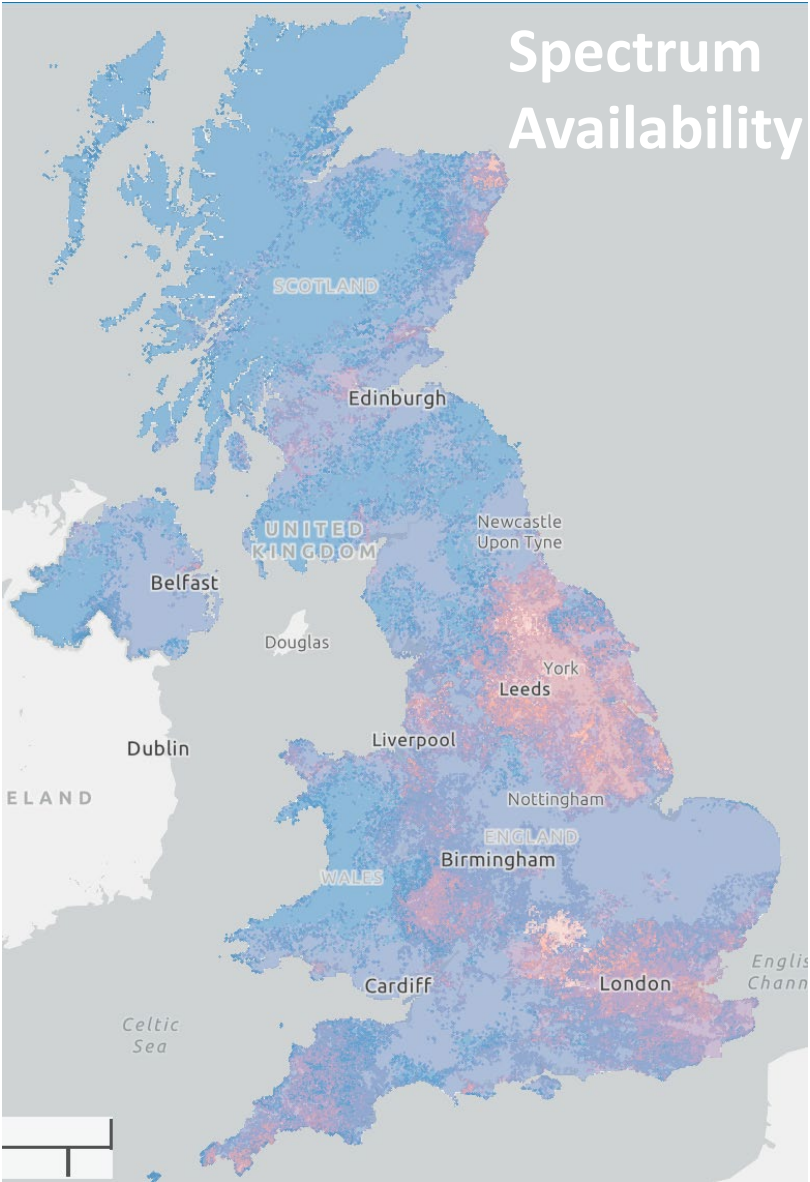 Spectrum
Availability
SCOTLAND
Edinburgh
UNITED
KINGDOM
Newcastle
Upon Tyne
Belfast
Douglas
York
Leeds
Dublin
Liverpool
ELAND
Nottingham
ENGLAND
Birmingham
WALES
Cardiff
London
Englis
Chann
Celtic
Sea